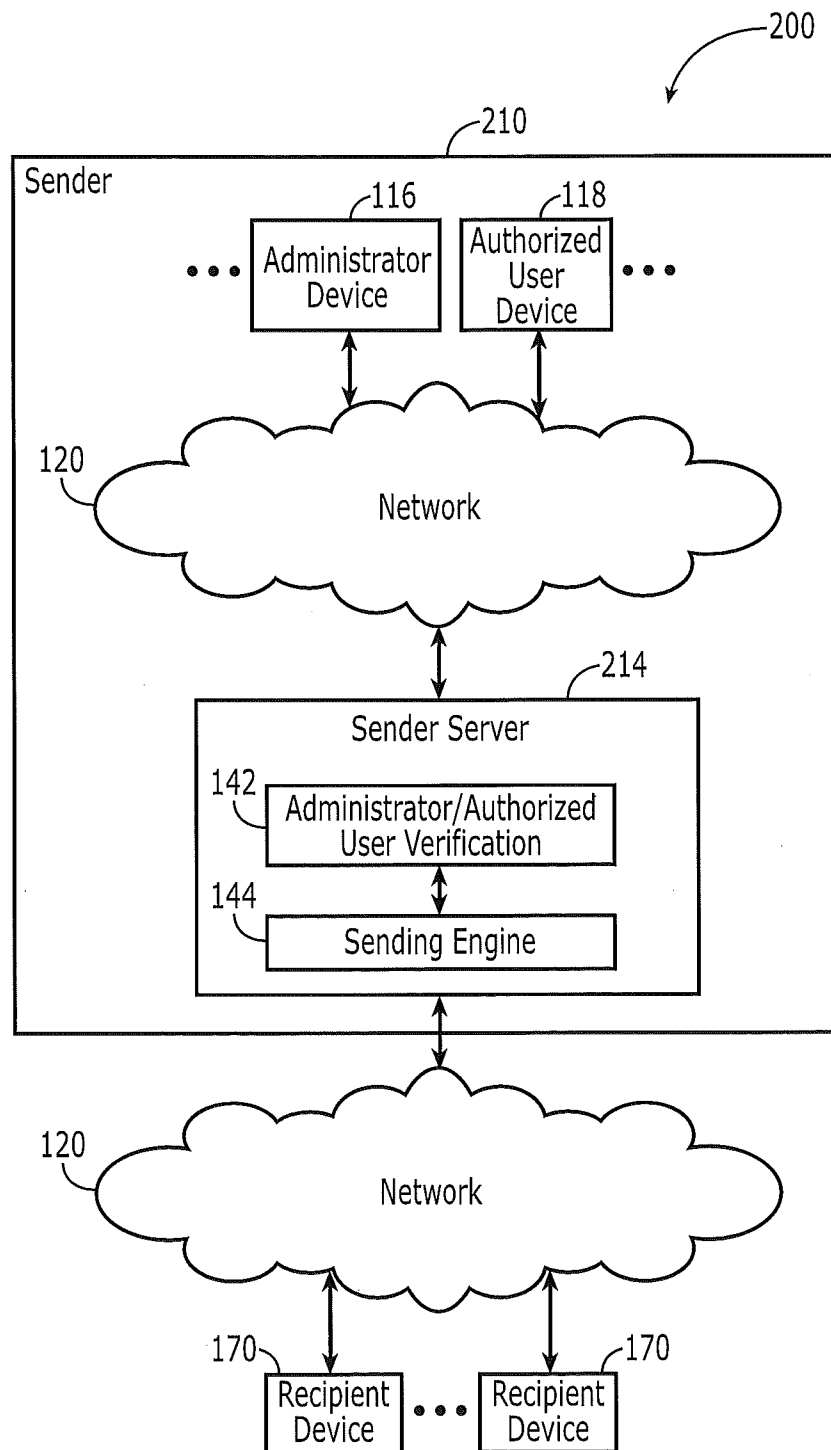 200
210
Sender
116
118
Administrator
Device
Authorized
User
Device
120
Network
214
Sender Server
142
Administrator/Authorized
User Verification
144
Sending Engine
120
Network
170
170
Recipient
Device
Recipient
Device